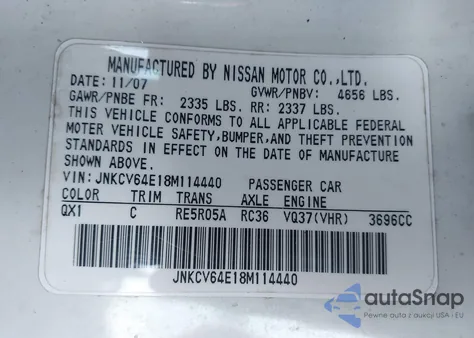 MANUFACTURED BY NISSAN MOTOR CO.,LTD.
DATE: 11/07 GVWR/PNBV: 4656 LBS.
GAWR/PNBE FR: 2335 LBS. RR: 2337 LBS.
THIS VEHICLE CONFORMS TO ALL APPLICABLE FEDERAL
MOTER VEHICLE SAFETY,BUMPER,AND THEFT PREVENTION
STANDARDS IN EFFECT ON THE DATE OF MANUFACTURE
SHOWN ABOVE.
VIN: JNKCV64E18M114440 PASSENGER CAR
COLOR TRIM TRANS AXLE ENGINE
QX1 C RE5R05A RC36 VQ37(VHR) 3696CC
JNKCV64E18M114440
autoSnap
Pewne auta z dostawą z USA i EU